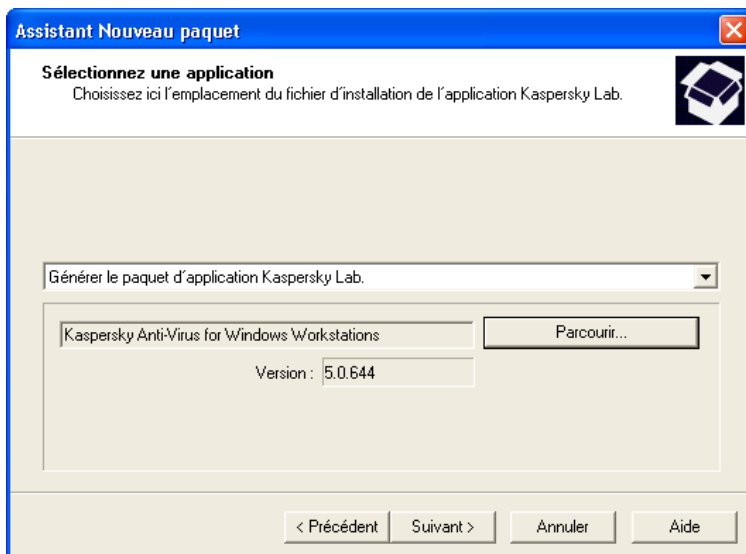 Assistant Nouveau paquet
Sélectionnez une application
Choisissez ici l'emplacement du fichier d'installation de l'application Kaspersky Lab.
Générer le paquet d'application Kaspersky Lab.
Kaspersky Anti-Virus for Windows Workstations
Parcourir...
Version : 5.0.644
< Précédent Suivant > Annuler Aide